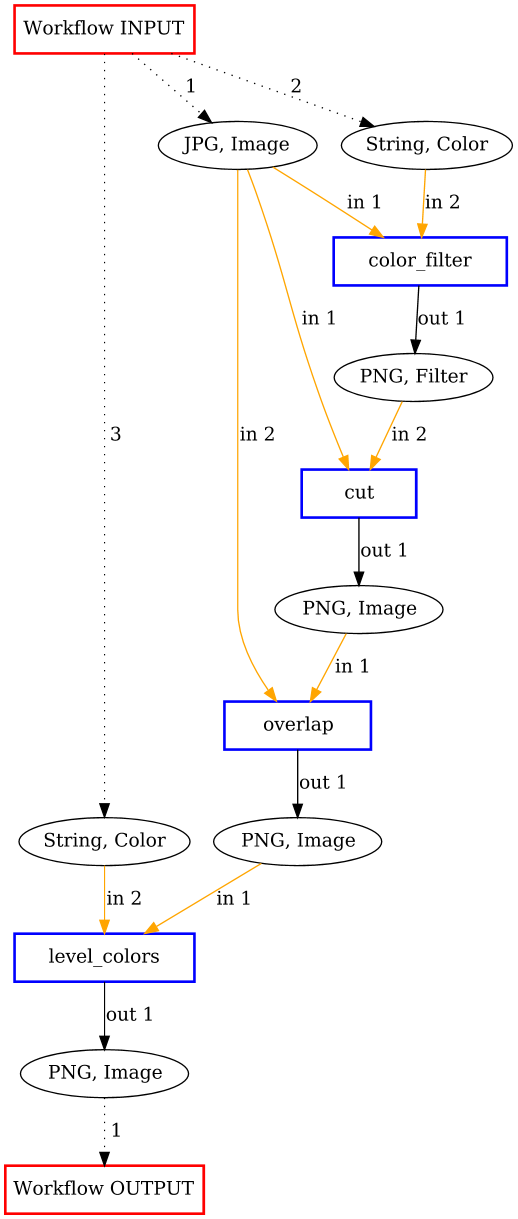 Workflow INPUT
1
2
JPG, Image
String, Color
in 1
in 2
color_filter
in 1
out 1
PNG, Filter
3
in 2
in 2
cut
out 1
PNG, Image
in 1
overlap
out 1
String, Color
PNG, Image
in 2
in 1
level_colors
out 1
PNG, Image
1
Workflow OUTPUT